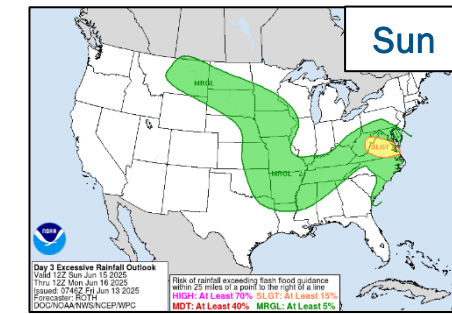 Sun
MRGL
SLGT
MRGL
NOAA
Day 3 Excessive Rainfall Outlook
Valid 12Z Sun Jun 15 2025
Thru 12Z Mon Jun 16 2025
Issued: 0746Z Fri Jun 13 2025
Forecaster: ROTH
DOC/NOAA/NWS/NCEP/WPC
Risk of rainfall exceeding flash flood guidance
within 25 miles of a point to the right of a line
HIGH: At Least 70% SLGT: At Least 15%
MDT: At Least 40% MRGL: At Least 5%